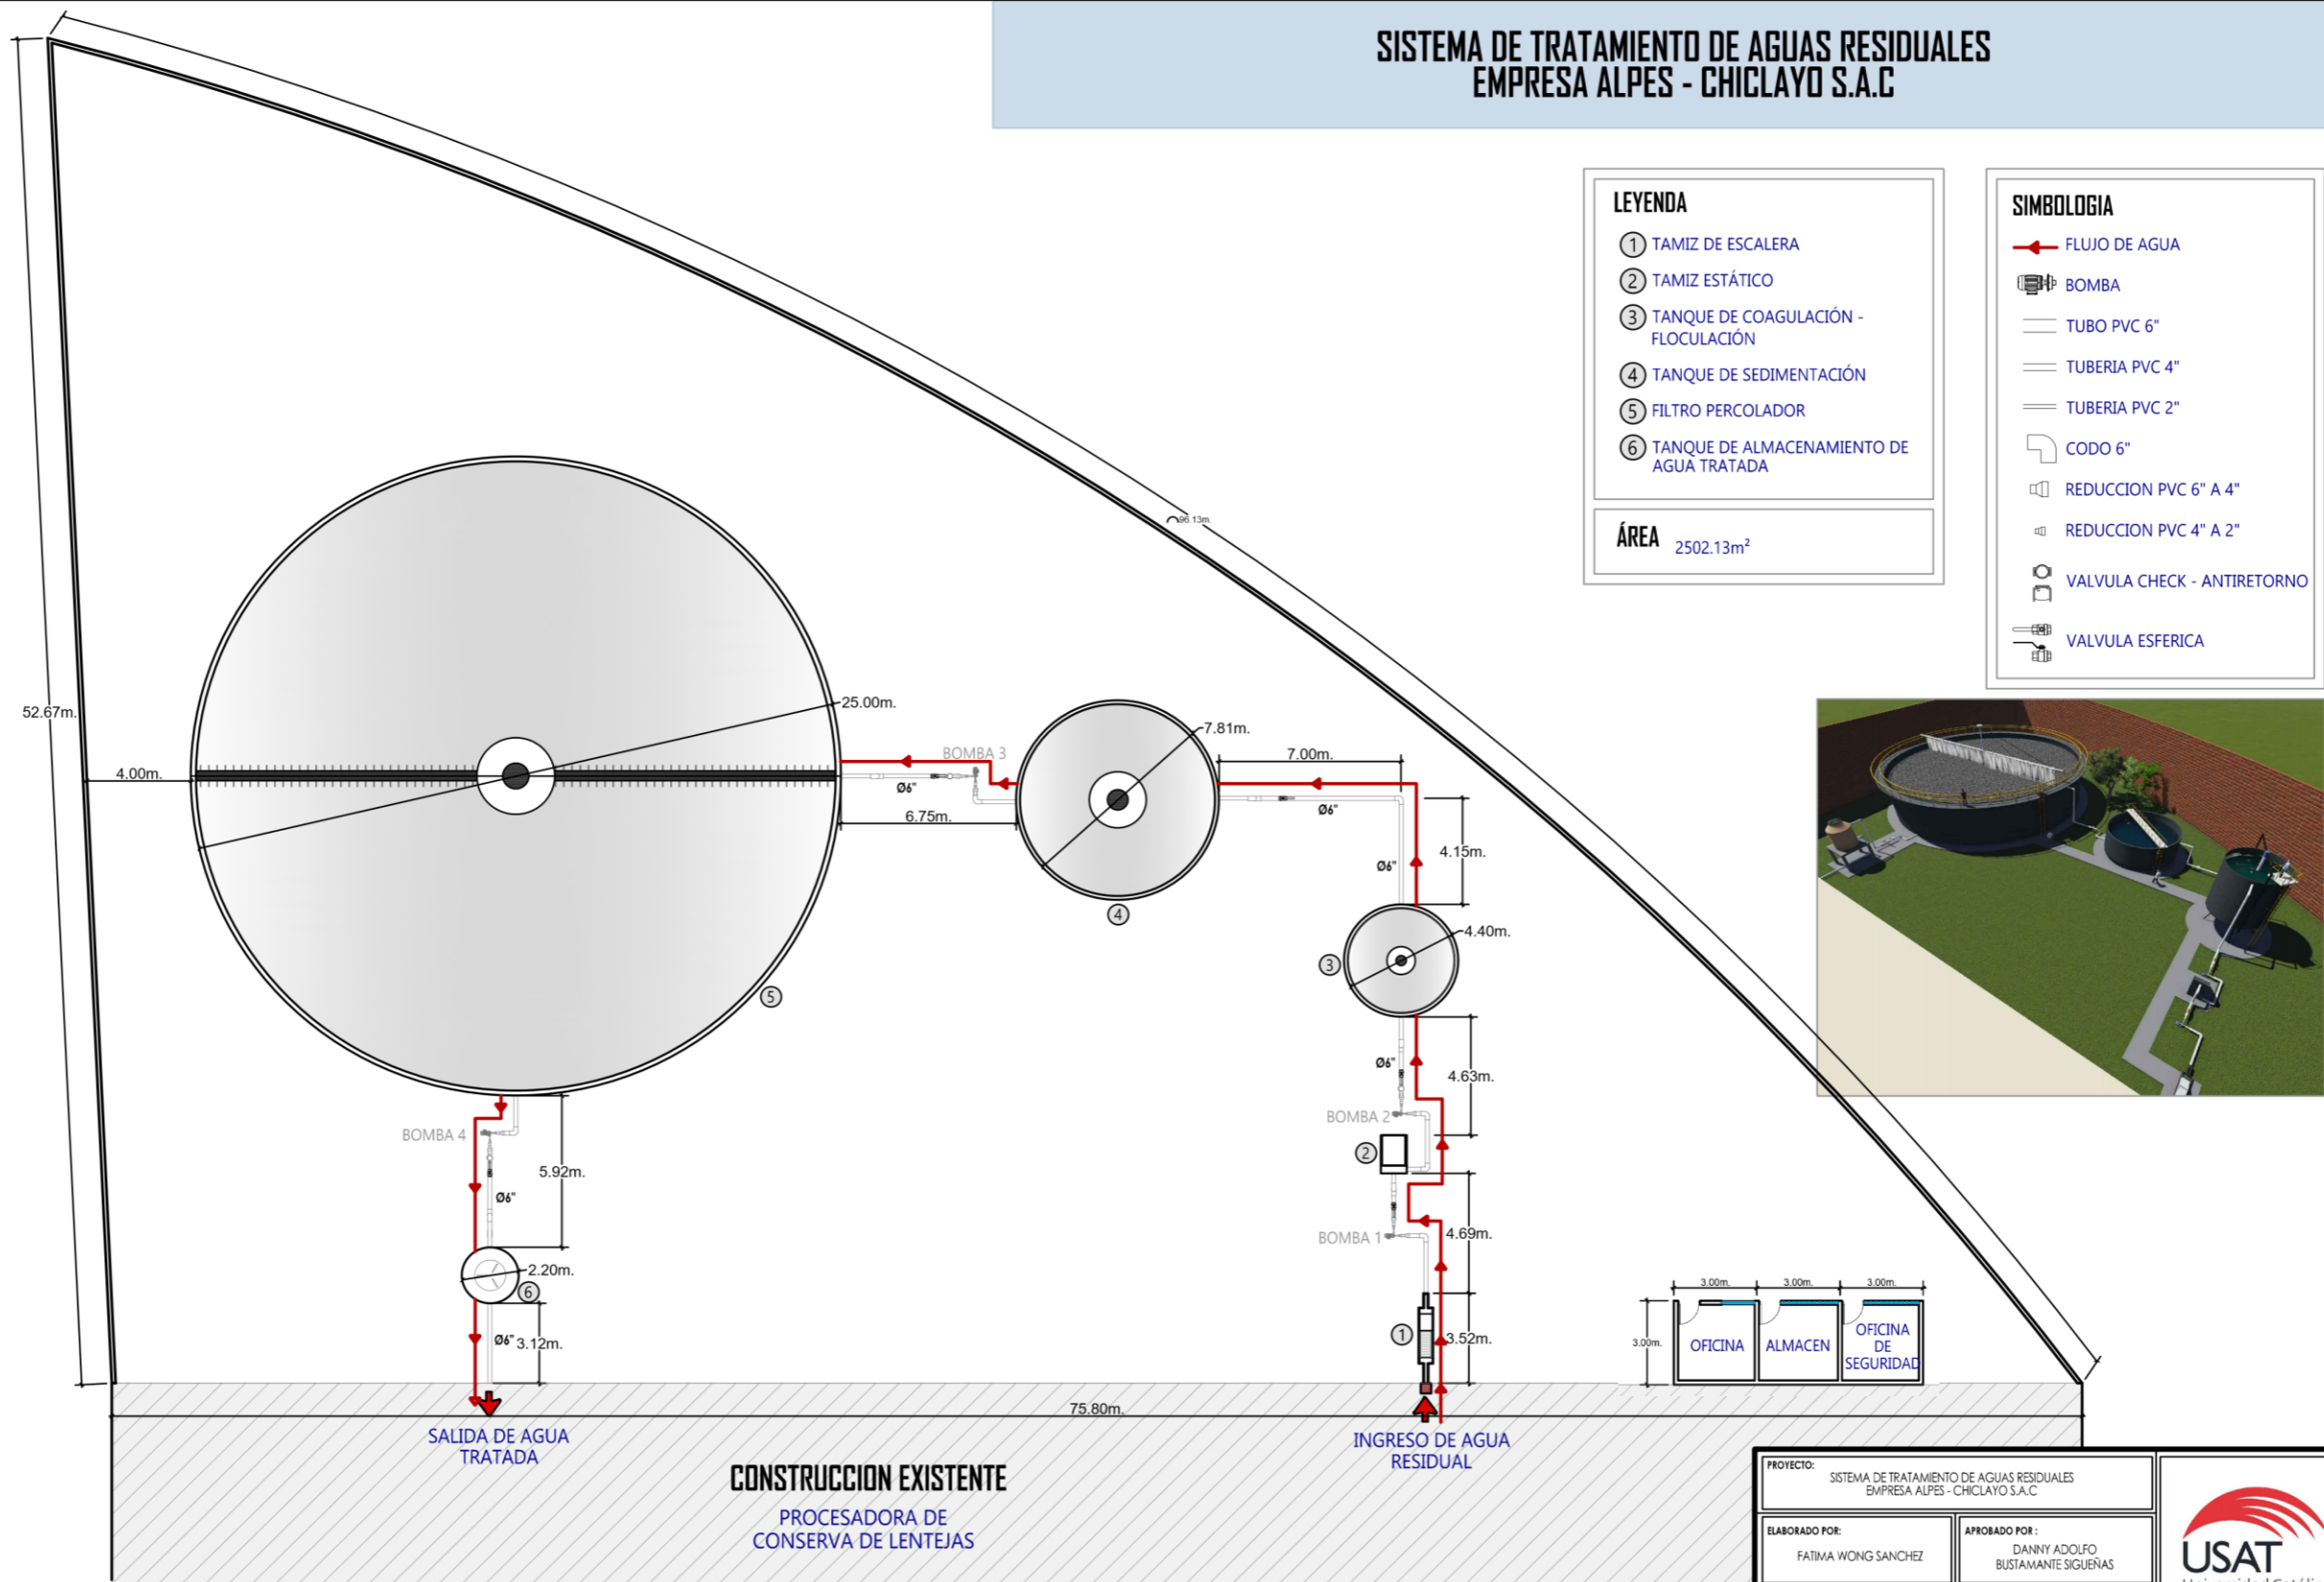 SISTEMA DE TRATAMIENTO DE AGUAS RESIDUALES
EMPRESA ALPES - CHICLAYO S.A.C
LEYENDA
1 TAMIZ DE ESCALERA
2 TAMIZ ESTÁTICO
3 TANQUE DE COAGULACIÓN -
FLOCULACIÓN
4 TANQUE DE SEDIMENTACIÓN
5 FILTRO PERCOLADOR
6 TANQUE DE ALMACENAMIENTO DE
AGUA TRATADA
ÁREA 2502.13m²
SIMBOLOGIA
FLUJO DE AGUA
BOMBA
TUBO PVC 6"
TUBERIA PVC 4"
TUBERIA PVC 2"
CODO 6"
REDUCCION PVC 6" A 4"
REDUCCION PVC 4" A 2"
VALVULA CHECK - ANTIRETORNO
VALVULA ESFERICA
96.13m.
52.67m.
4.00m.
25.00m.
BOMBA 3
Ø6"
6.75m.
7.81m.
7.00m.
Ø6"
4.15m.
Ø6"
4
4.40m.
3
5
Ø6"
4.63m.
BOMBA 2
2
BOMBA 4
5.92m.
Ø6"
4.69m.
BOMBA 1
2.20m.
6
Ø6" 3.12m.
1
3.52m.
3.00m. 3.00m. 3.00m.
3.00m.
OFICINA
ALMACEN
OFICINA
DE
SEGURIDAD
75.80m.
SALIDA DE AGUA
TRATADA
INGRESO DE AGUA
RESIDUAL
CONSTRUCCION EXISTENTE
PROCESADORA DE
CONSERVA DE LENTEJAS
PROYECTO:
SISTEMA DE TRATAMIENTO DE AGUAS RESIDUALES
EMPRESA ALPES - CHICLAYO S.A.C
ELABORADO POR:
FATIMA WONG SANCHEZ
APROBADO POR :
DANNY ADOLFO
BUSTAMANTE SIGUEÑAS
USAT